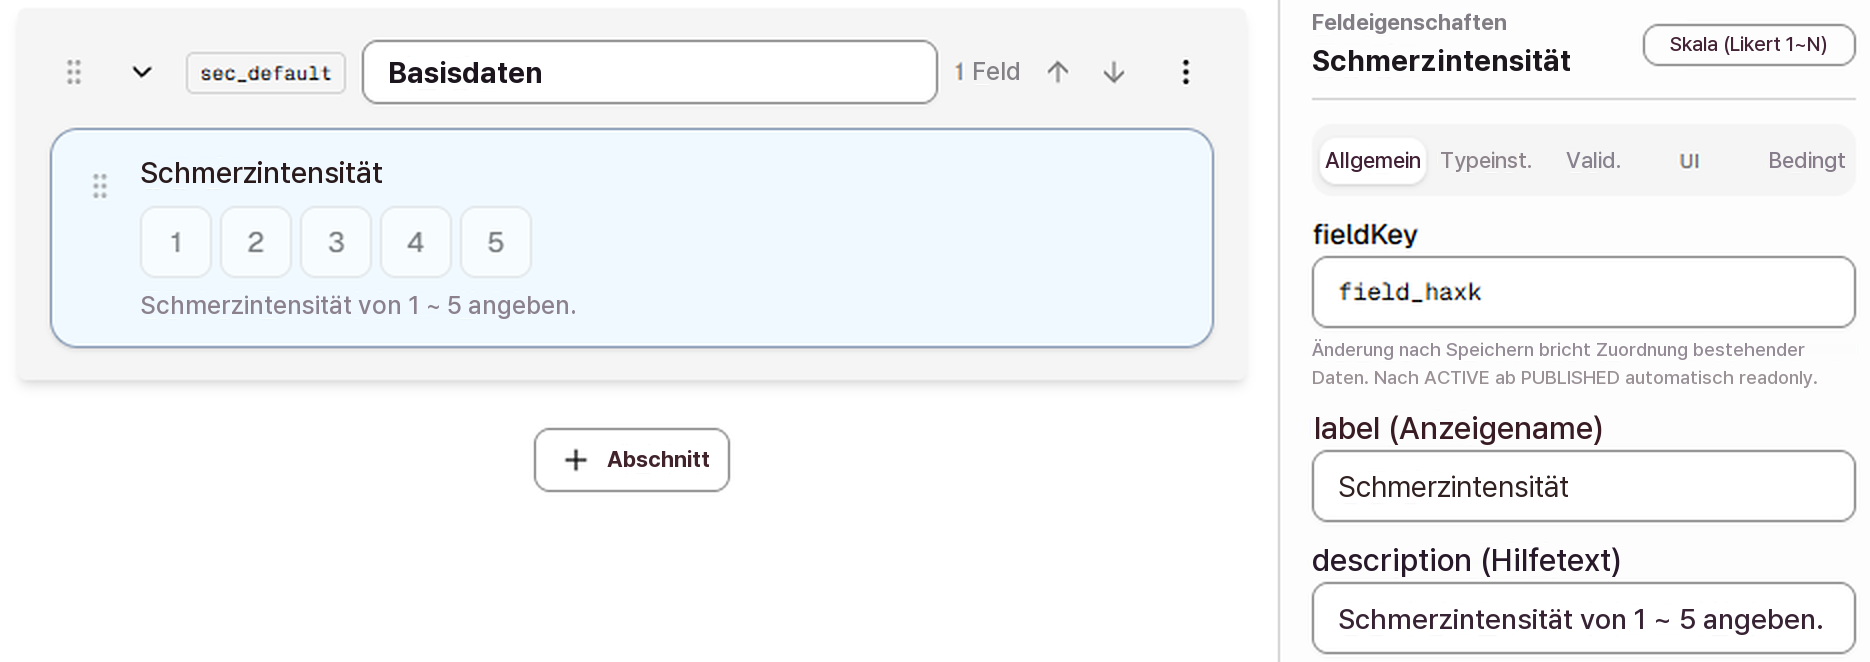 sec_default
Basisdaten
1 Feld
Schmerzintensität
1 2 3 4 5
Schmerzintensität von 1 ~ 5 angeben.
Abschnitt
Feldeigenschaften
Schmerzintensität
Skala (Likert 1~N)
Allgemein Typeinst. Valid. UI Bedingt
fieldKey
field_haxk
Änderung nach Speichern bricht Zuordnung bestehender
Daten. Nach ACTIVE ab PUBLISHED automatisch readonly.
label (Anzeigename)
Schmerzintensität
description (Hilfetext)
Schmerzintensität von 1 ~ 5 angeben.